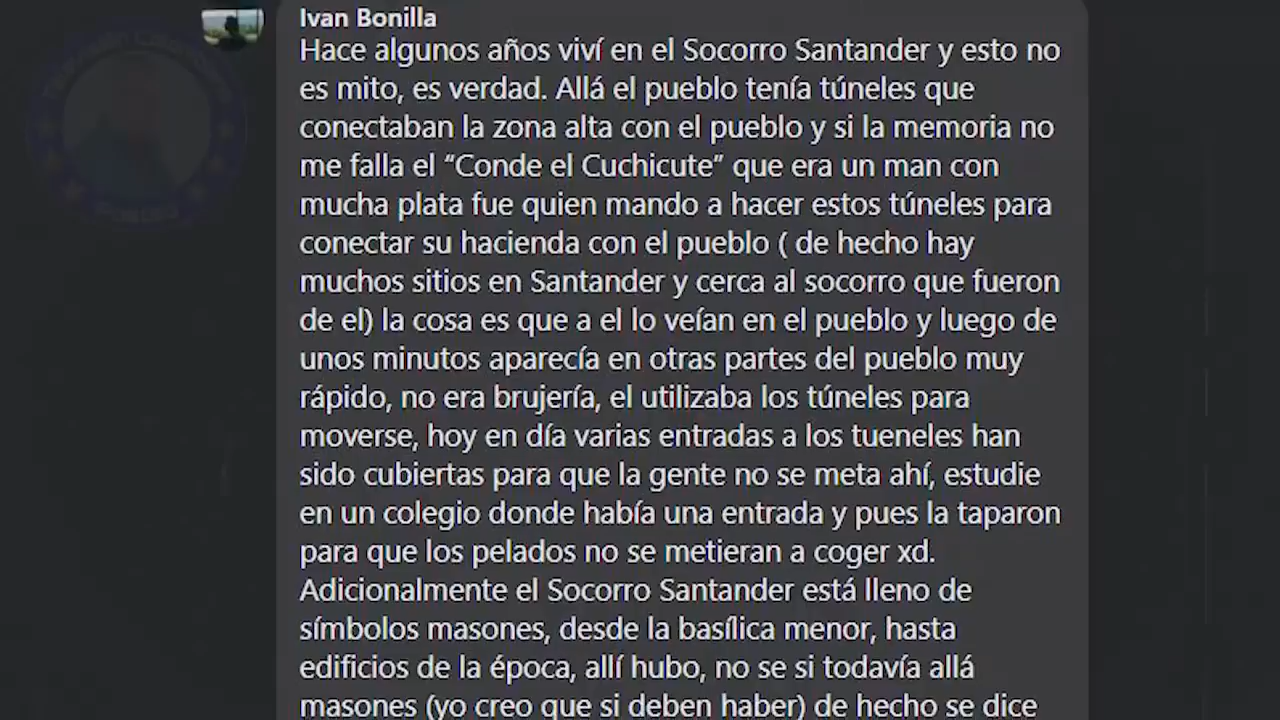 Ivan Bonilla
Hace algunos años viví en el Socorro Santander y esto no
es mito, es verdad. Allá el pueblo tenía túneles que
conectaban la zona alta con el pueblo y si la memoria no
me falla el “Conde el Cuchicute” que era un man con
mucha plata fue quien mando a hacer estos túneles para
conectar su hacienda con el pueblo ( de hecho hay
muchos sitios en Santander y cerca al socorro que fueron
de el) la cosa es que a el lo veían en el pueblo y luego de
unos minutos aparecía en otras partes del pueblo muy
rápido, no era brujería, el utilizaba los túneles para
moverse, hoy en día varias entradas a los tueneles han
sido cubiertas para que la gente no se meta ahí, estudie
en un colegio donde había una entrada y pues la taparon
para que los pelados no se metieran a coger xd.
Adicionalmente el Socorro Santander está lleno de
símbolos masones, desde la basílica menor, hasta
edificios de la época, allí hubo, no se si todavía allá
masones (yo creo que si deben haber) de hecho se dice